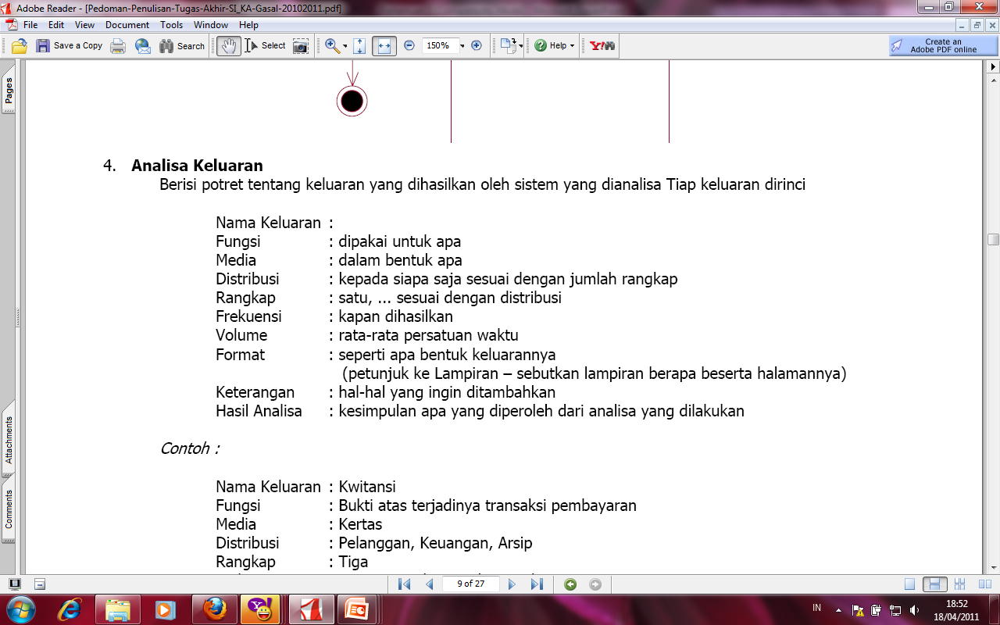 Adobe Reader - [Pedoman-Penulisan-Tugas-Akhir-SI_KA-Gasal-20102011.pdf]
File Edit View Document Tools Window Help
Save a Copy Search Select 150% Help Y! Create an
Adobe PDF online
Pages
4. Analisa Keluaran
Berisi potret tentang keluaran yang dihasilkan oleh sistem yang dianalisa Tiap keluaran dirinci
Nama Keluaran :
Fungsi : dipakai untuk apa
Media : dalam bentuk apa
Distribusi : kepada siapa saja sesuai dengan jumlah rangkap
Rangkap : satu, ... sesuai dengan distribusi
Frekuensi : kapan dihasilkan
Volume : rata-rata persatuan waktu
Format : seperti apa bentuk keluarannya
(petunjuk ke Lampiran – sebutkan lampiran berapa beserta halamannya)
Keterangan : hal-hal yang ingin ditambahkan
Hasil Analisa : kesimpulan apa yang diperoleh dari analisa yang dilakukan
Attachments
Contoh :
Comments
Nama Keluaran : Kwitansi
Fungsi : Bukti atas terjadinya transaksi pembayaran
Media : Kertas
Distribusi : Pelanggan, Keuangan, Arsip
Rangkap : Tiga
9 of 27
IN 18:52
18/04/2011